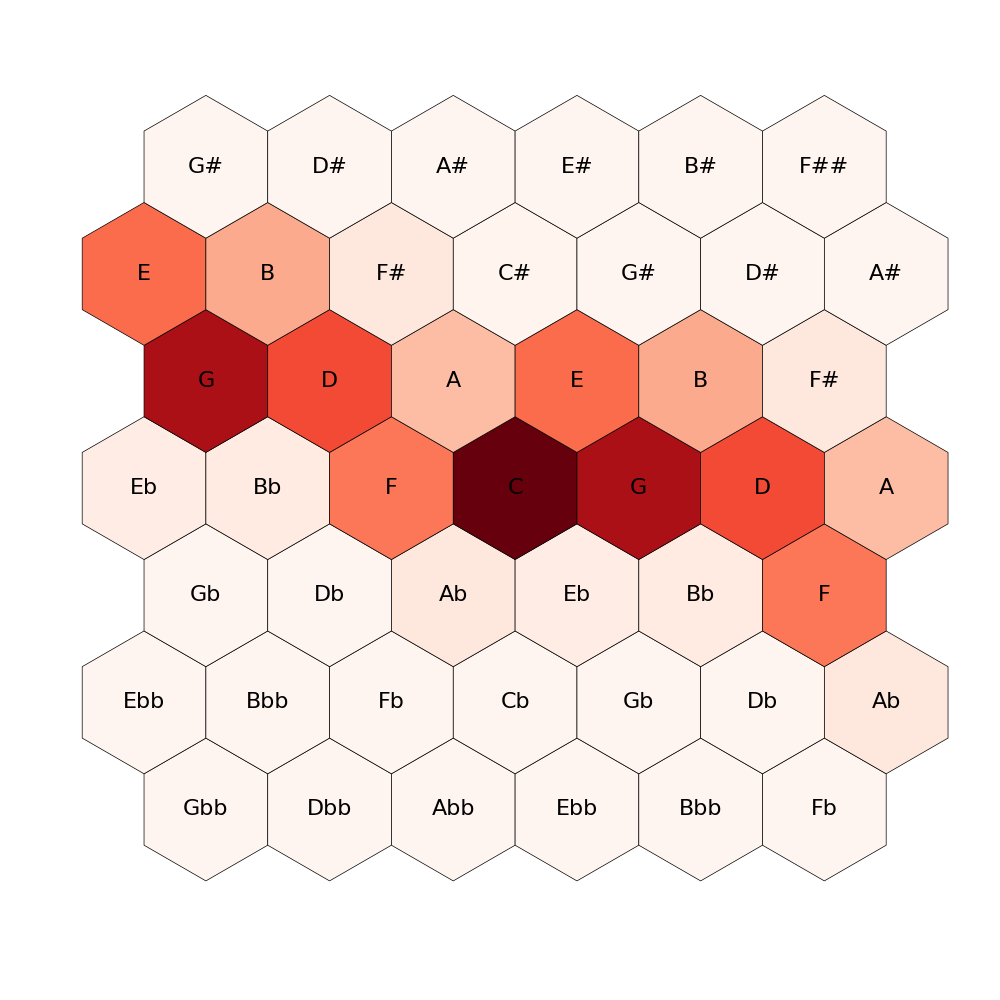 G# D# A# E# B# F##
E B F# C# G# D# A#
G D A E B F#
Eb Bb F C G D A
Gb Db Ab Eb Bb F
Ebb Bbb Fb Cb Gb Db Ab
Gbb Dbb Abb Ebb Bbb Fb